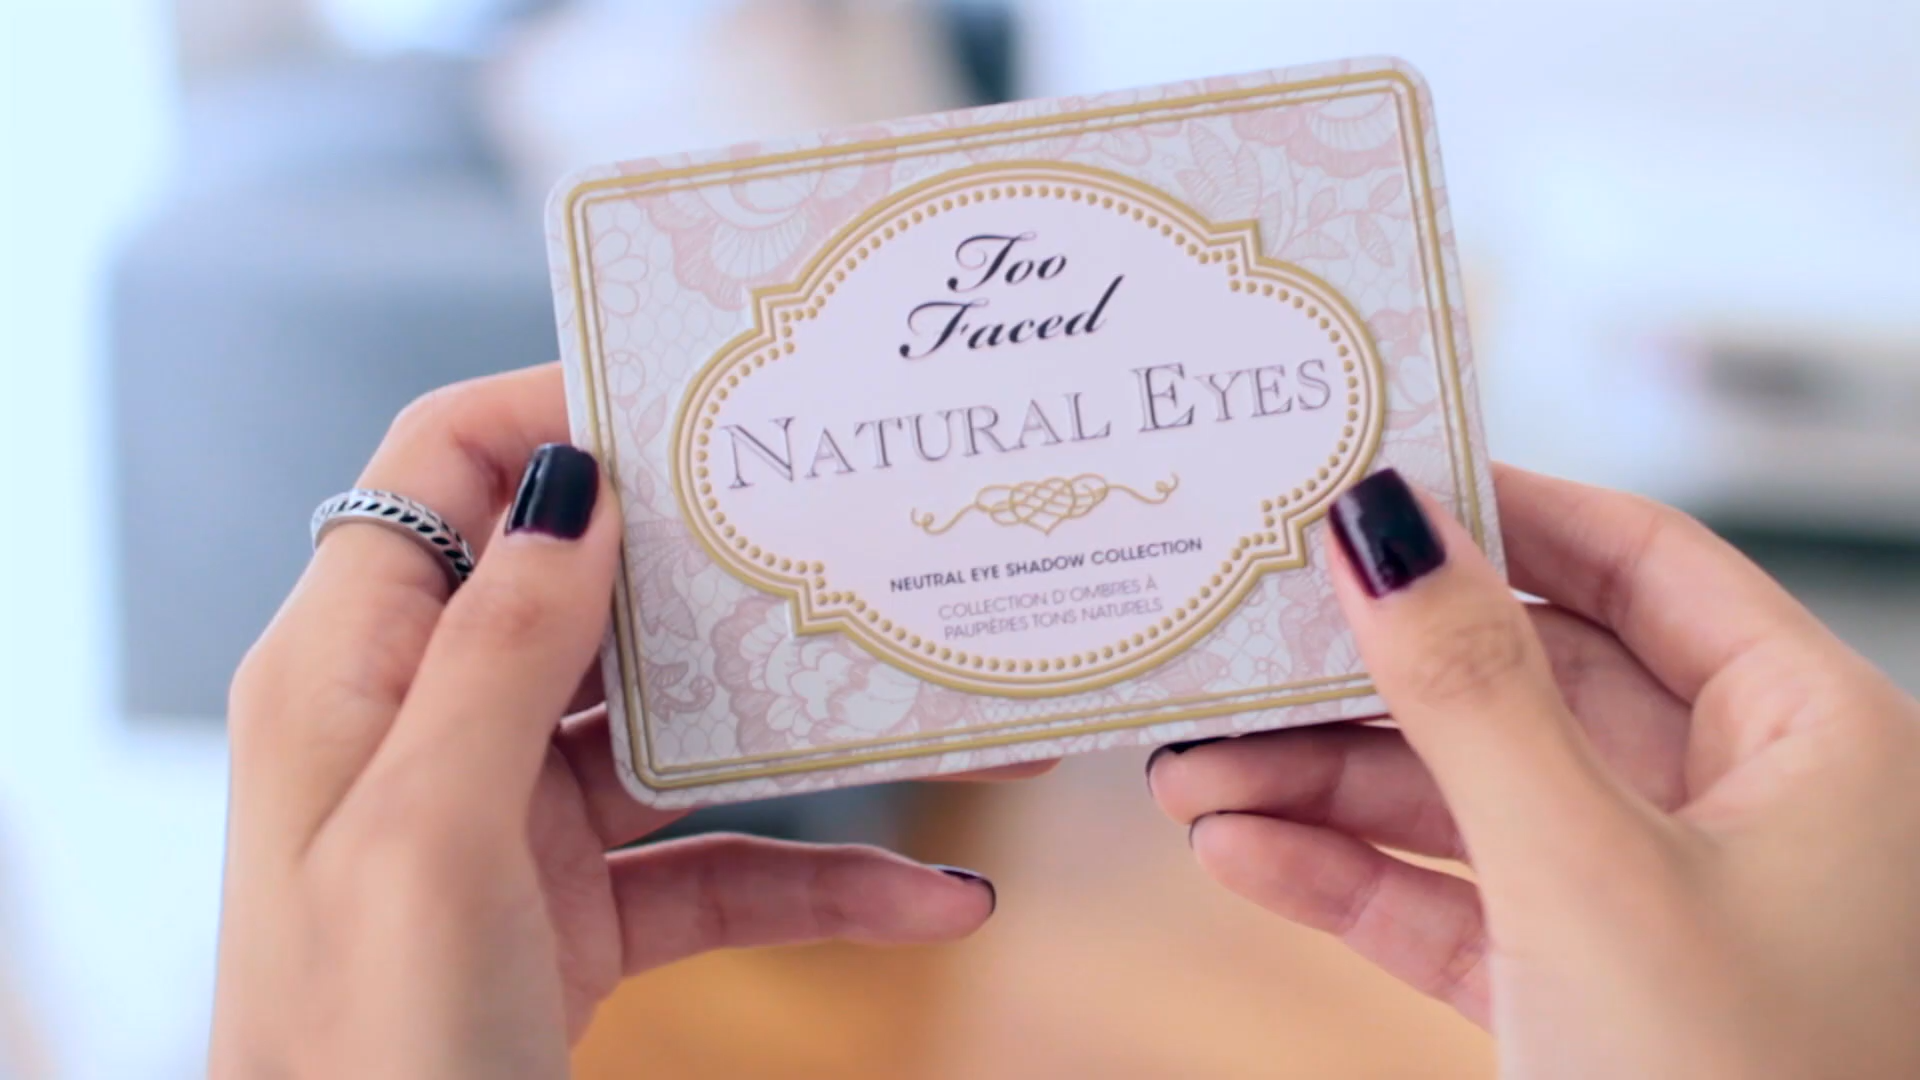 Too
Faced
NATURAL EYES
NEUTRAL EYE SHADOW COLLECTION
COLLECTION D'OMBRES À
PAUPIÈRES TONS NATURELS